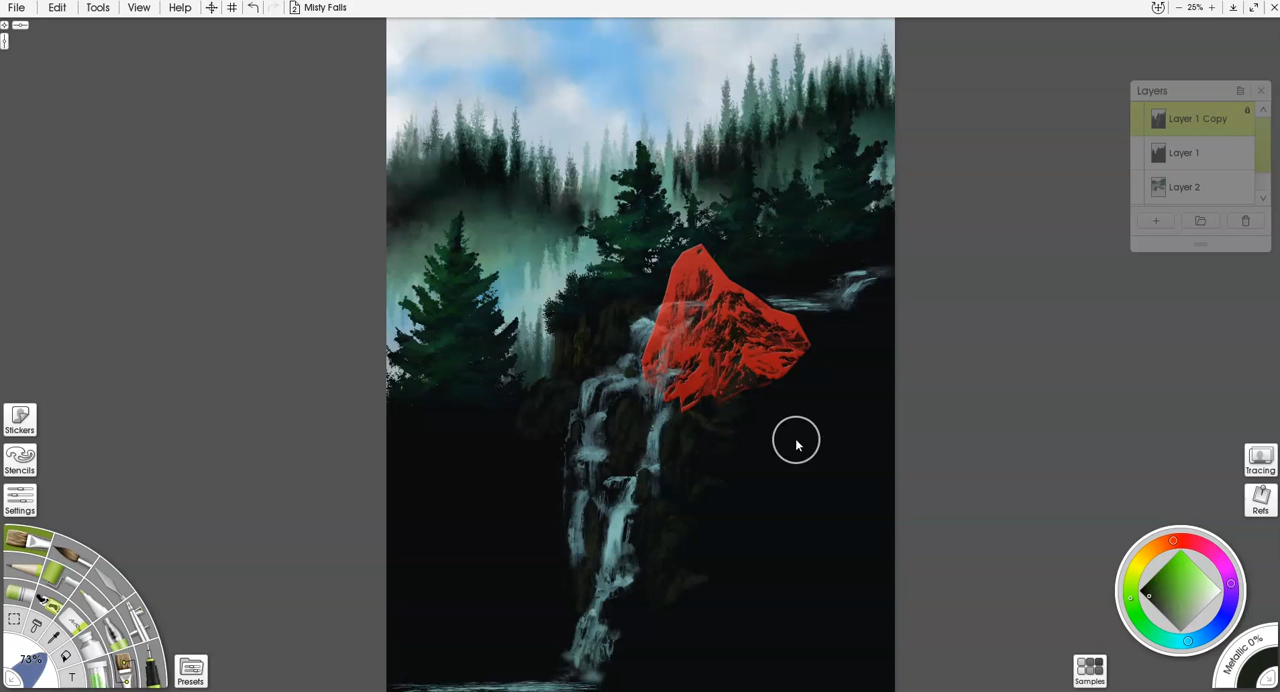 File Edit Tools View Help Misty Falls 25%
Layers
Layer 1 Copy
Layer 1
Layer 2
Stickers
Stencils
Settings
Tracing
Refs
73%
T
Presets
Samples
Metallic 0%